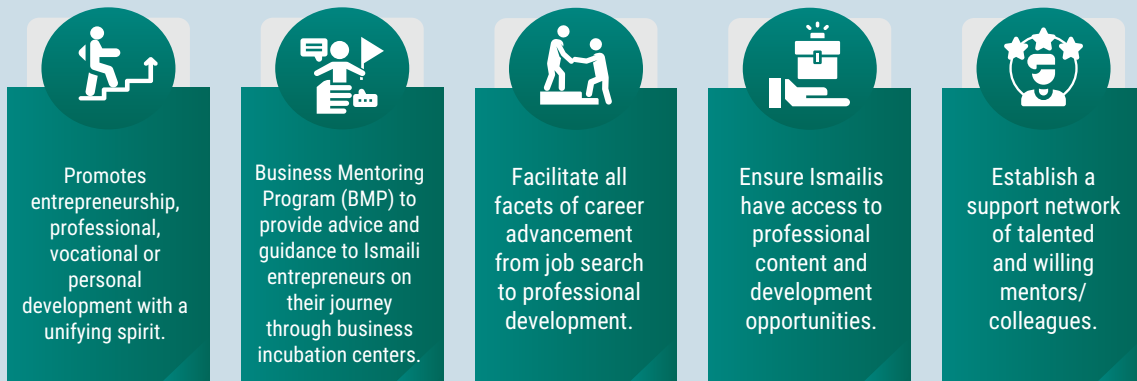 Promotes
entrepreneurship,
professional,
vocational or
personal
development with a
unifying spirit.
Business Mentoring
Program (BMP) to
provide advice and
guidance to Ismaili
entrepreneurs on
their journey
through business
incubation centers.
Facilitate all
facets of career
advancement
from job search
to professional
development.
Ensure Ismailis
have access to
professional
content and
development
opportunities.
Establish a
support network
of talented
and willing
mentors/
colleagues.